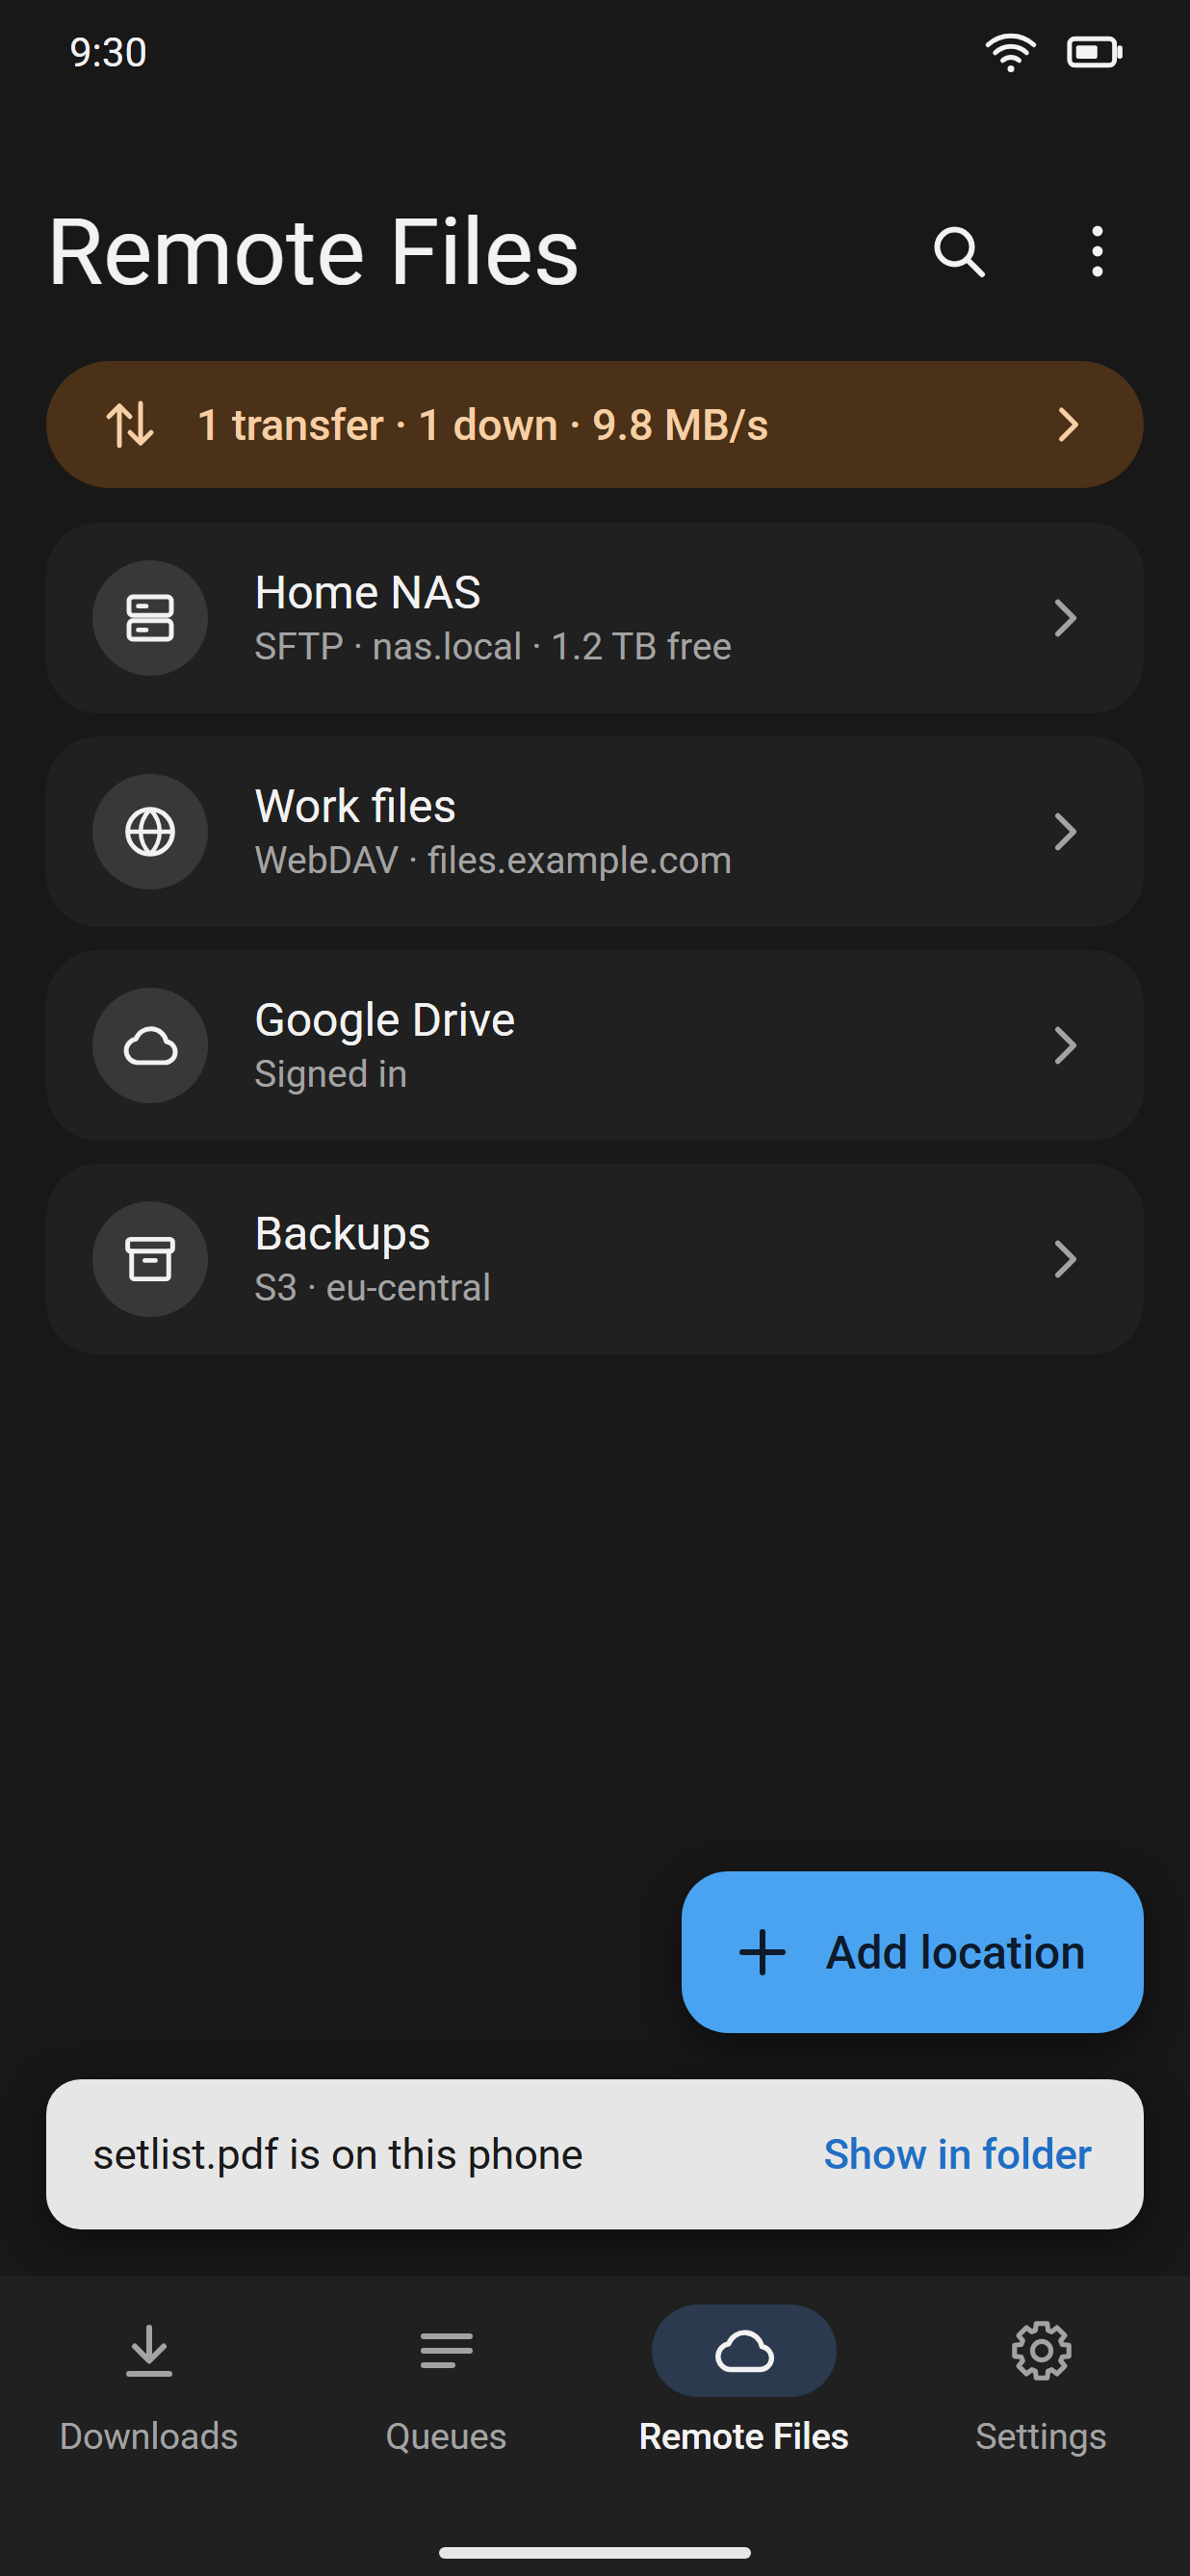 9:30
Remote Files
1 transfer · 1 down · 9.8 MB/s
Home NAS
SFTP · nas.local · 1.2 TB free
Work files
WebDAV · files.example.com
Google Drive
Signed in
Backups
S3 · eu-central
Add location
setlist.pdf is on this phone
Show in folder
Downloads
Queues
Remote Files
Settings